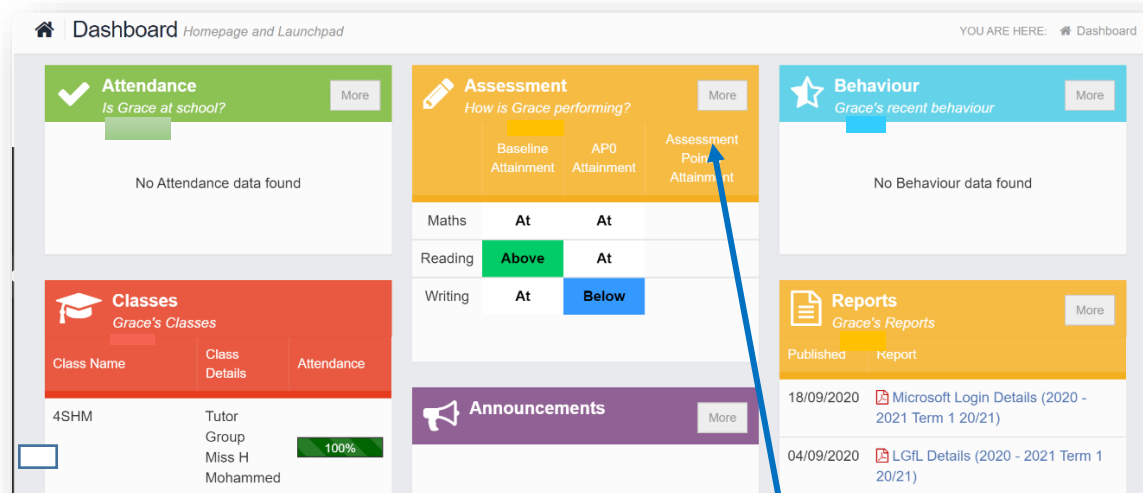 Dashboard Homepage and Launchpad
YOU ARE HERE: Dashboard
Attendance
Is Grace at school?
More
No Attendance data found
Assessment
How is Grace performing?
More
Baseline Attainment
AP0 Attainment
Assessment
Point
Attainment
Maths At At
Reading Above At
Writing At Below
Behaviour
Grace's recent behaviour
More
No Behaviour data found
Classes
Grace's Classes
Class Name
Class Details
Attendance
4SHM
Tutor
Group
Miss H
Mohammed
100%
Announcements
More
Reports
Grace's Reports
More
Published Report
18/09/2020 Microsoft Login Details (2020 -
2021 Term 1 20/21)
04/09/2020 LGfL Details (2020 - 2021 Term 1
20/21)